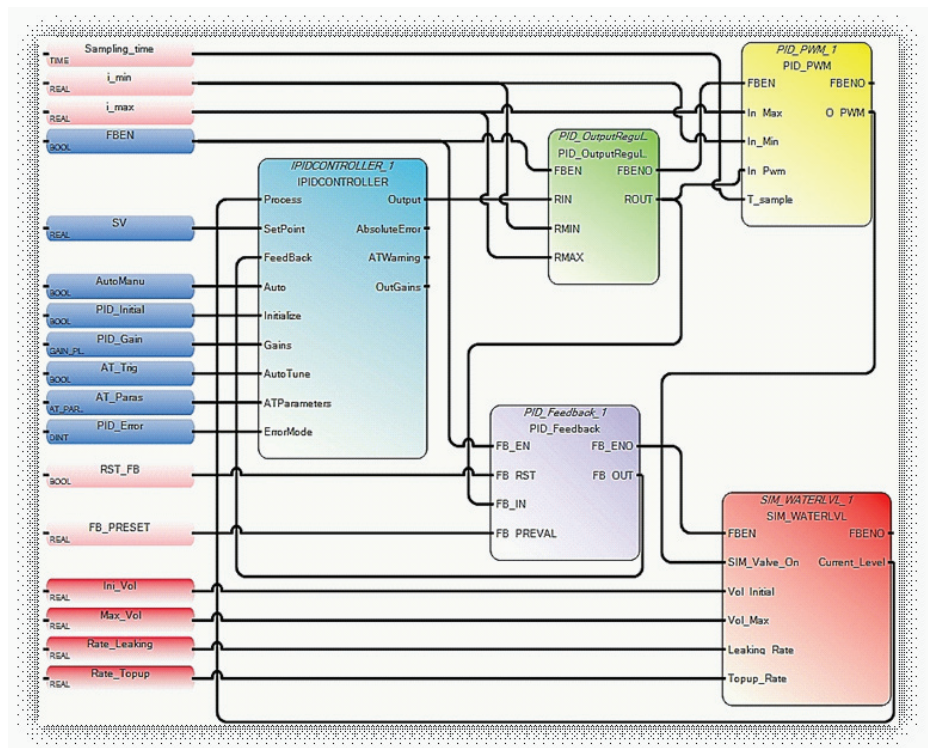 Sampling_time
TIME
i_min
REAL
i_max
REAL
FBEN
BOOL
SV
REAL
AutoManu
BOOL
PID_Initial
BOOL
PID_Gain
GAIN_PL.
AT_Trig
BOOL
AT_Paras
AT_PAR.
PID_Error
DINT
RST_FB
BOOL
FB_PRESET
REAL
Ini_Vol
REAL
Max_Vol
REAL
Rate_Leaking
REAL
Rate_Topup
REAL
IPIDCONTROLLER_1
IPIDCONTROLLER
Process Output
SetPoint AbsoluteError
FeedBack ATWarning
Auto OutGains
Initialize
Gains
AutoTune
ATParameters
ErrorMode
PID_OutputReguL.
PID_OutputReguL.
FBEN FBENO
RIN ROUT
RMIN
RMAX
PID_PWM_1
PID_PWM
FBEN FBENO
In_Max O_PWM
In_Min
In_Pwm
T_sample
PID_Feedback_1
PID_Feedback
FB_EN FB_ENO
FB_RST FB_OUT
FB_IN
FB_PREVAL
SIM_WATERLVL_1
SIM_WATERLVL
FBEN FBENO
SIM_Valve_On Current_Level
Vol_Initial
Vol_Max
Leaking_Rate
Topup_Rate